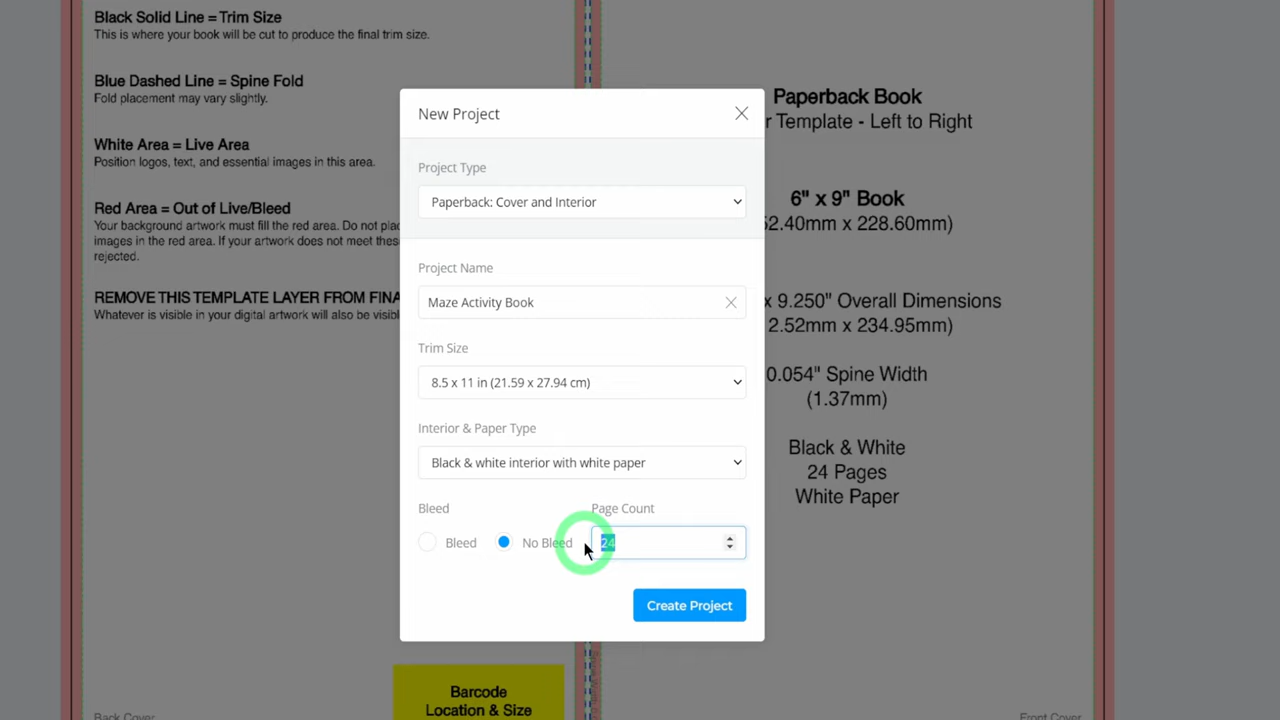 Black Solid Line = Trim Size
This is where your book will be cut to produce the final trim size.
Blue Dashed Line = Spine Fold
Fold placement may vary slightly.
White Area = Live Area
Position logos, text, and essential images in this area.
Red Area = Out of Live/Bleed
Your background artwork must fill the red area. Do not
images in the red area. If your artwork does not meet
rejected.
REMOVE THIS TEMPLATE LAYER FROM
Whatever is visible in your digital artwork will also be
Barcode
Location & Size
Back Cover
New Project
Project Type
Paperback: Cover and Interior
Project Name
Maze Activity Book
Trim Size
8.5 x 11 in (21.59 x 27.94 cm)
Interior & Paper Type
Black & white interior with white paper
Bleed
Page Count
Bleed
No Bleed
24
Create Project
Paperback Book
Template - Left to Right
6" x 9" Book
x 228.60mm)
x 9.250" Overall Dimensions
x 234.95mm)
0.054" Spine Width
(1.37mm)
Black & White
24 Pages
White Paper
Front Cover